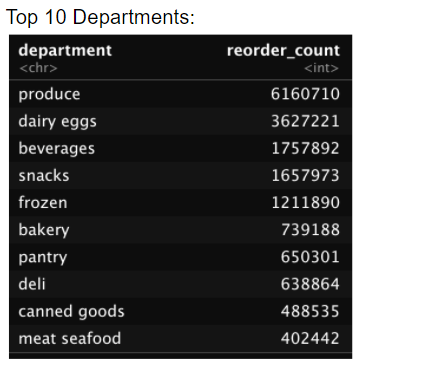 Top 10 Departments:
department reorder_count
<chr> <int>
produce 6160710
dairy eggs 3627221
beverages 1757892
snacks 1657973
frozen 1211890
bakery 739188
pantry 650301
deli 638864
canned goods 488535
meat seafood 402442